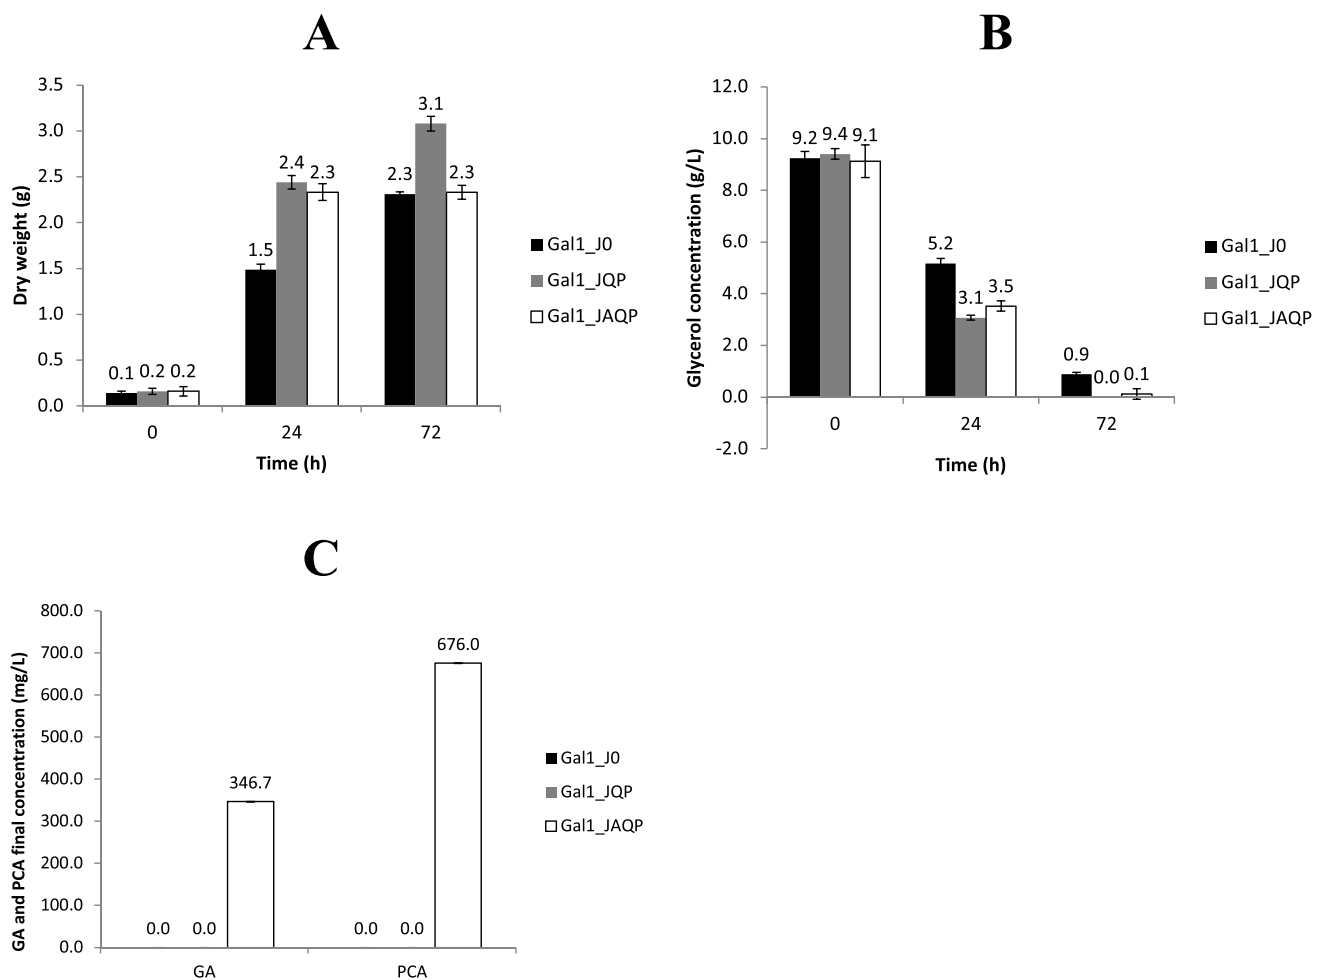 A
3.5
3.0
2.5
2.0
1.5
1.0
0.5
0.0
Dry weight (g)
0.1 0.2 0.2
1.5 2.4 2.3
2.3 3.1 2.3
0 24 72
Time (h)
Gal1_J0
Gal1_JQP
Gal1_JAQP
B
12.0
10.0
8.0
6.0
4.0
2.0
0.0
-2.0
Glycerol concentration (g/L)
9.2 9.4 9.1
5.2 3.1 3.5
0.9 0.0 0.1
0 24 72
Time (h)
Gal1_J0
Gal1_JQP
Gal1_JAQP
C
800.0
700.0
600.0
500.0
400.0
300.0
200.0
100.0
0.0
GA and PCA final concentration (mg/L)
0.0 0.0 346.7
0.0 0.0 676.0
GA PCA
Gal1_J0
Gal1_JQP
Gal1_JAQP